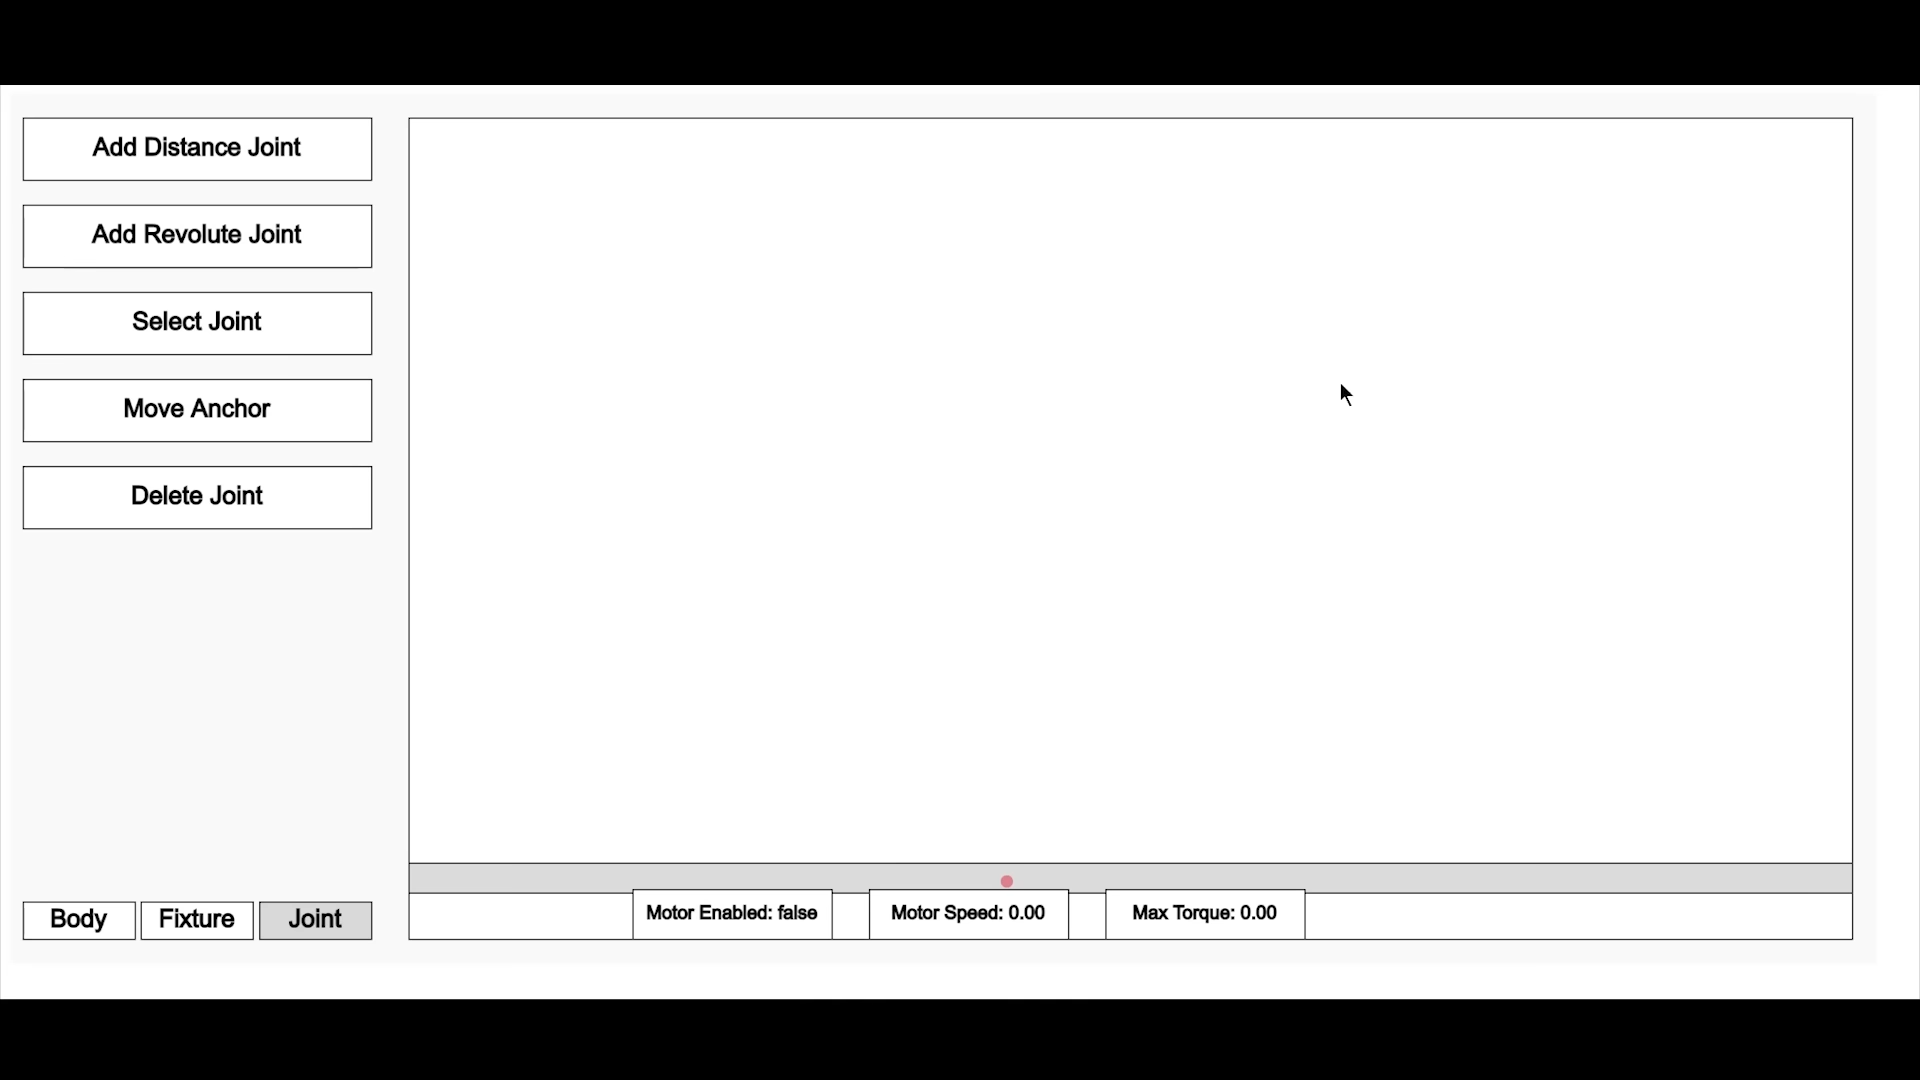 Add Distance Joint
Add Revolute Joint
Select Joint
Move Anchor
Delete Joint
Body Fixture Joint
Motor Enabled: false Motor Speed: 0.00 Max Torque: 0.00